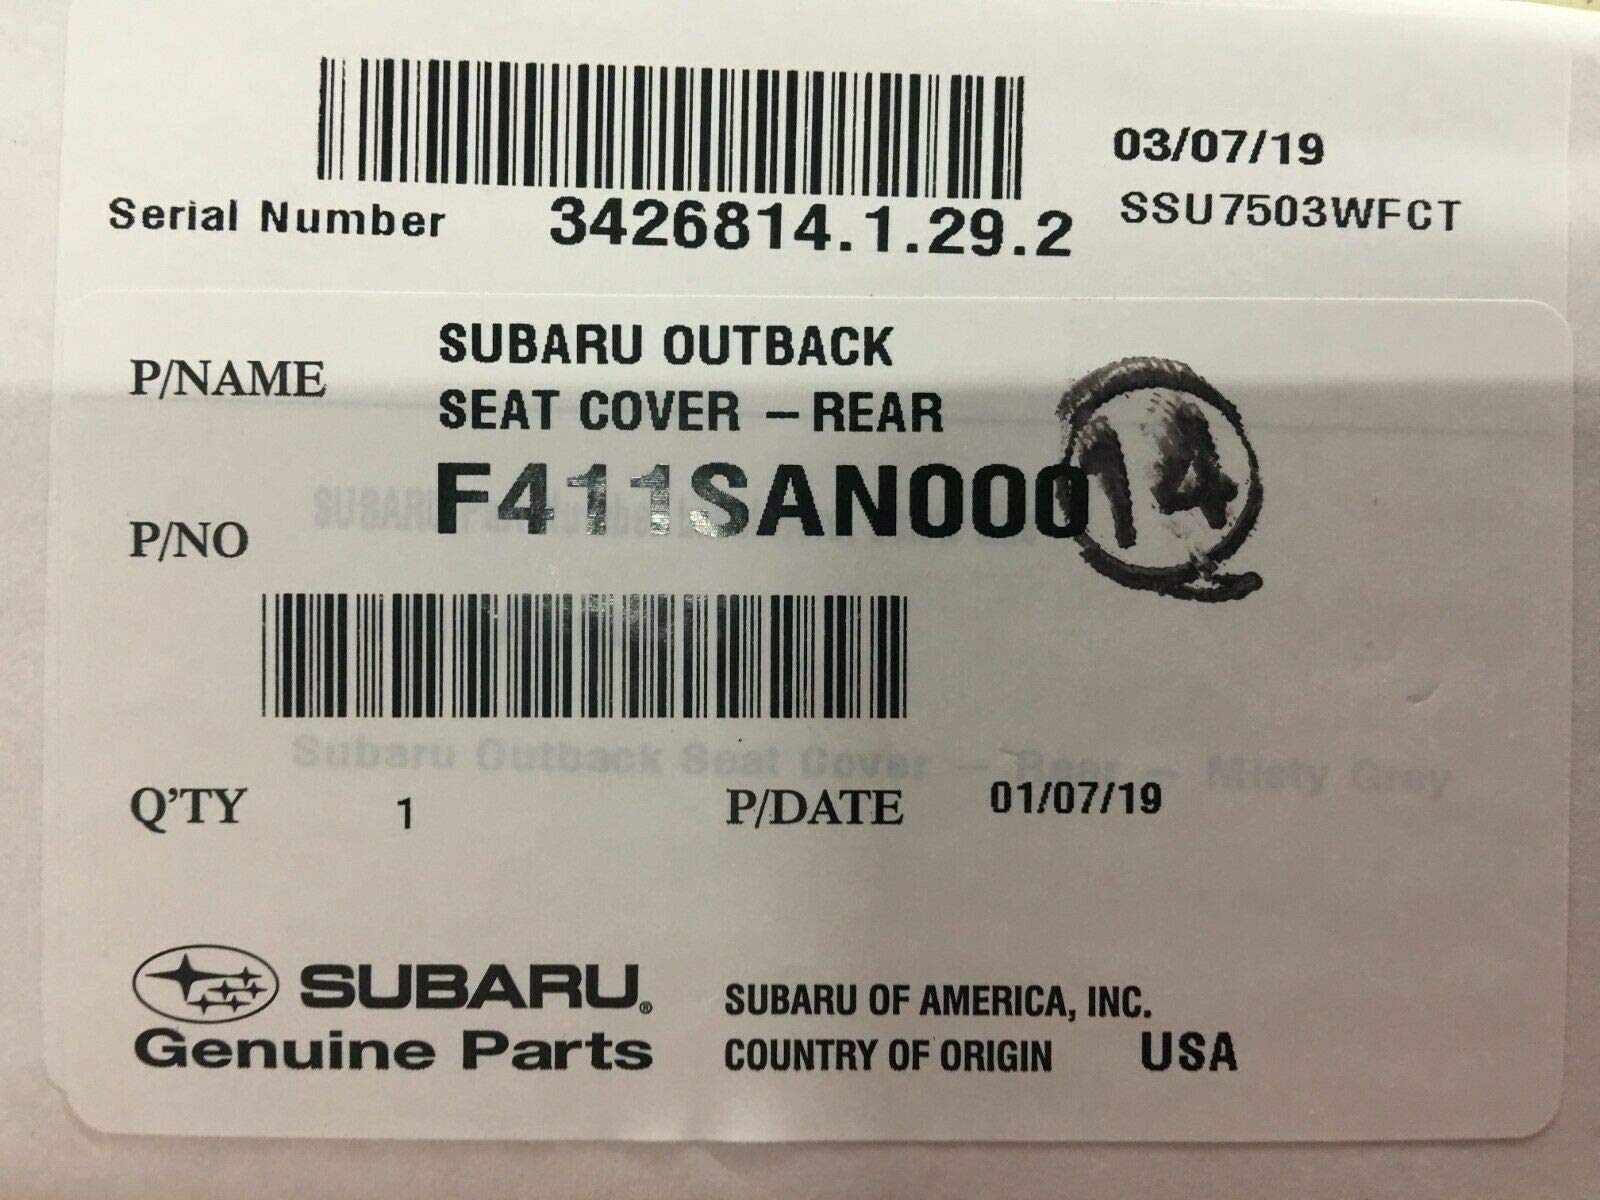 03/07/19
Serial Number 3426814.1.29.2 SSU7503WFCT
P/NAME SUBARU OUTBACK
SEAT COVER – REAR
P/NO F411SAN000
14
SUBARU
Subaru Outback Seat Cover – Rear – Misty Grey
Q'TY 1 P/DATE 01/07/19
SUBARU® SUBARU OF AMERICA, INC.
Genuine Parts COUNTRY OF ORIGIN USA